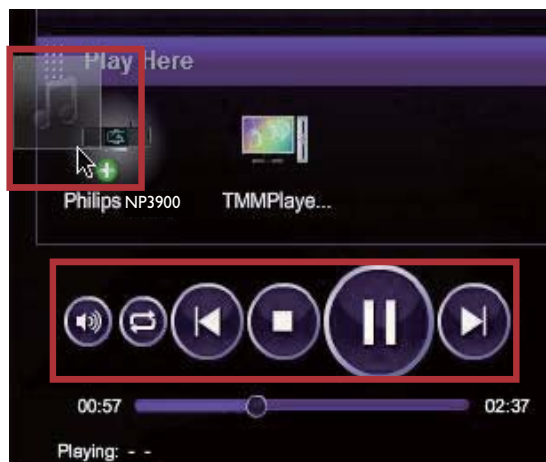 Play Here
Philips NP3900
TMMPlaye...
00:57
02:37
Playing: - -